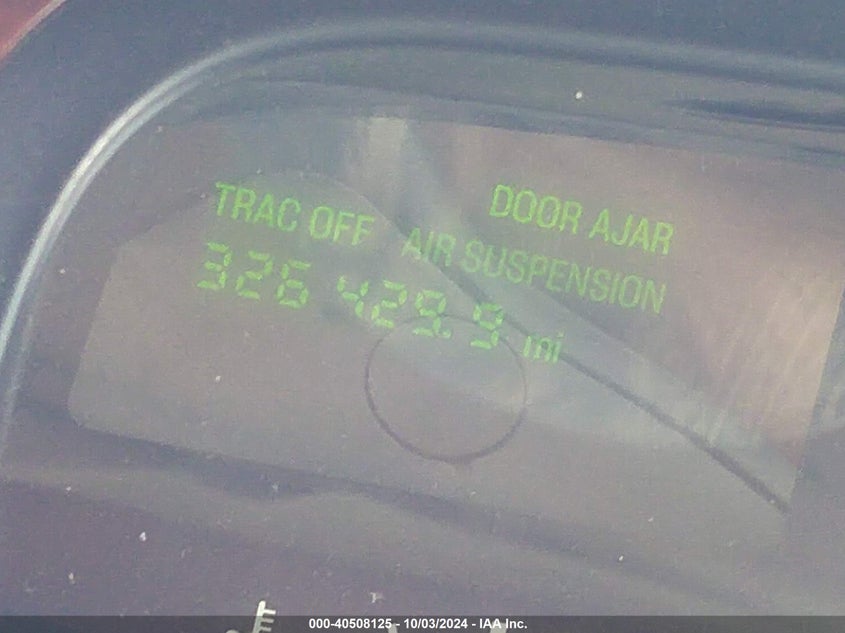 TRAC OFF DOOR AJAR
AIR SUSPENSION
326 429.9 mi
E
000-40508125 - 10/03/2024 - IAA Inc.